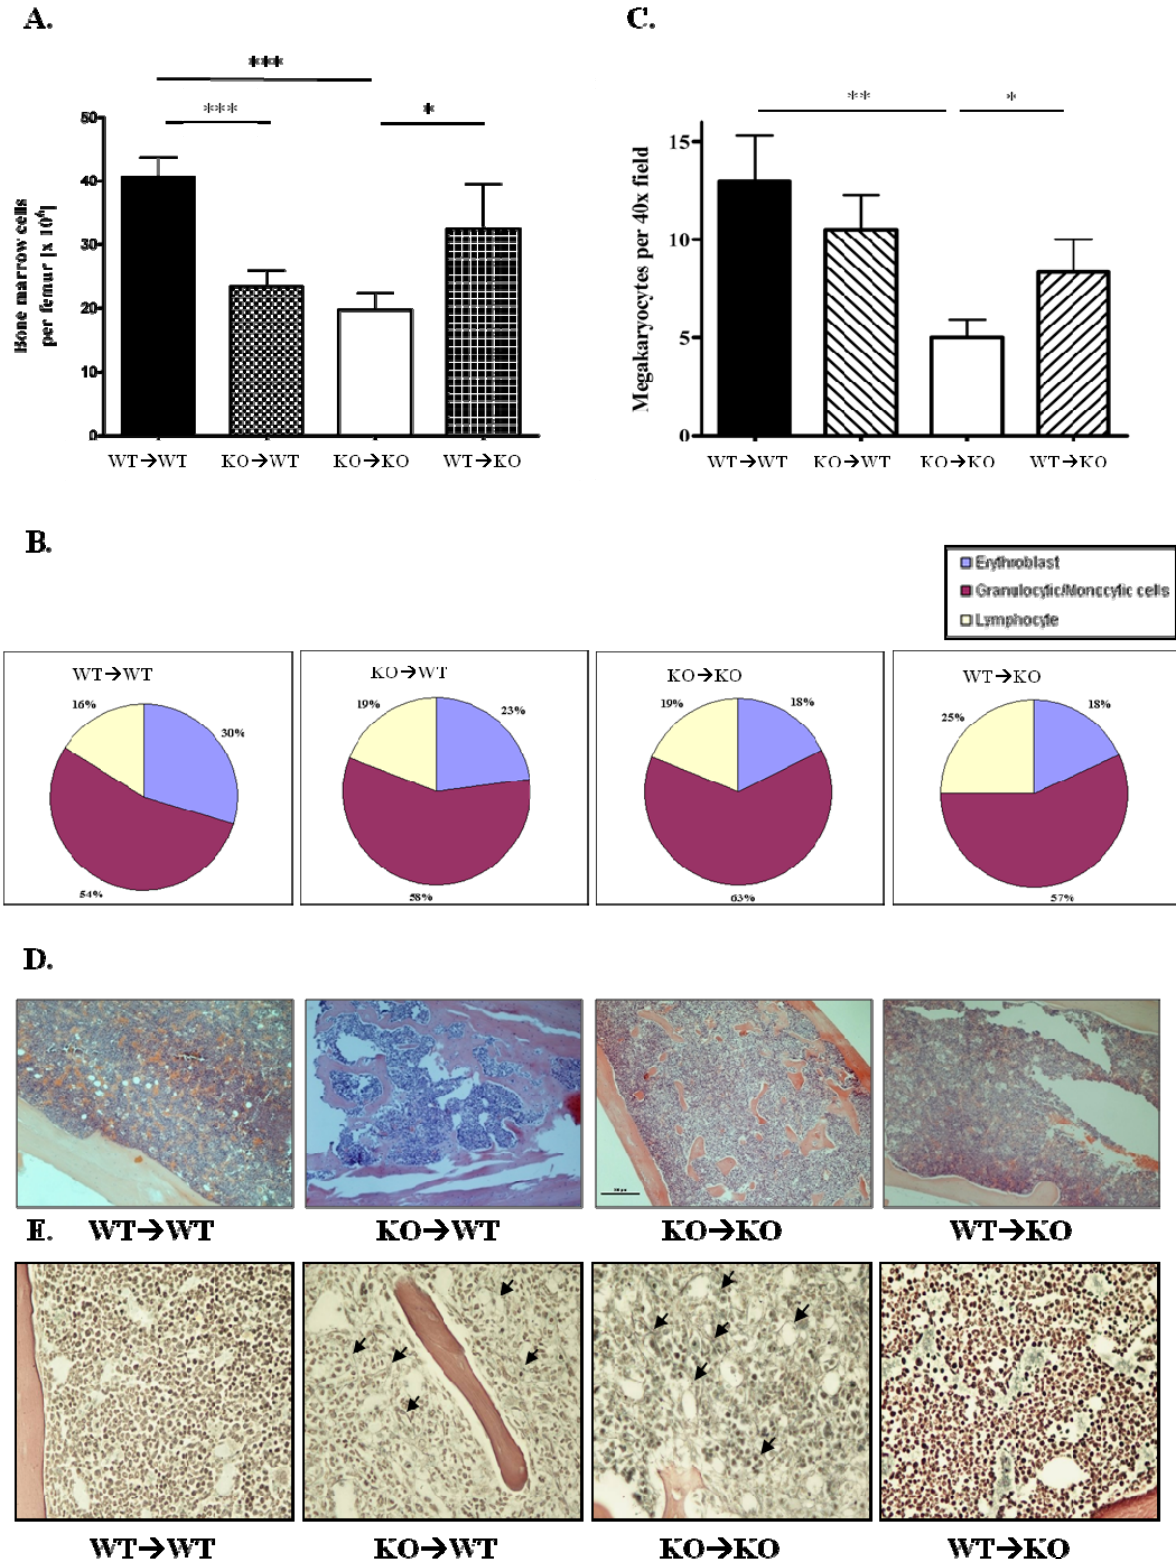 A.
***
***
*
50
40
30
20
10
0
Bone marrow cells
per femur [x 10⁶]
WT→WT KO→WT KO→KO WT→KO
C.
**
*
15
10
5
0
Megakaryocytes per 40x field
WT→WT KO→WT KO→KO WT→KO
B.
Erythroblast
Granulocytic/Monccytic cells
Lymphocyte
WT→WT
16%
30%
54%
KO→WT
19%
23%
58%
KO→KO
19%
18%
63%
WT→KO
25%
18%
57%
D.
WT→WT KO→WT KO→KO WT→KO
E.
WT→WT KO→WT KO→KO WT→KO